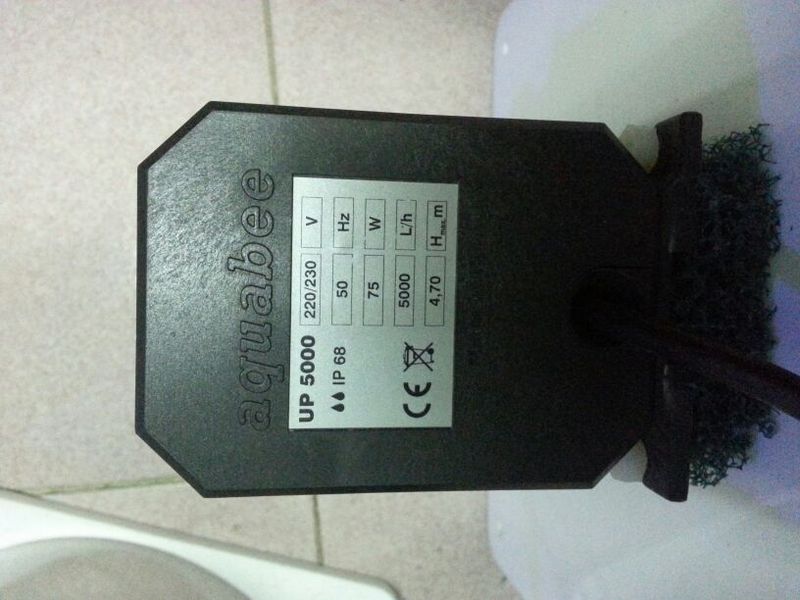 aquabee
UP 5000 220/230 V
IP 68 50 Hz
75 W
CE 5000 L/h
4,70 Hmax. m